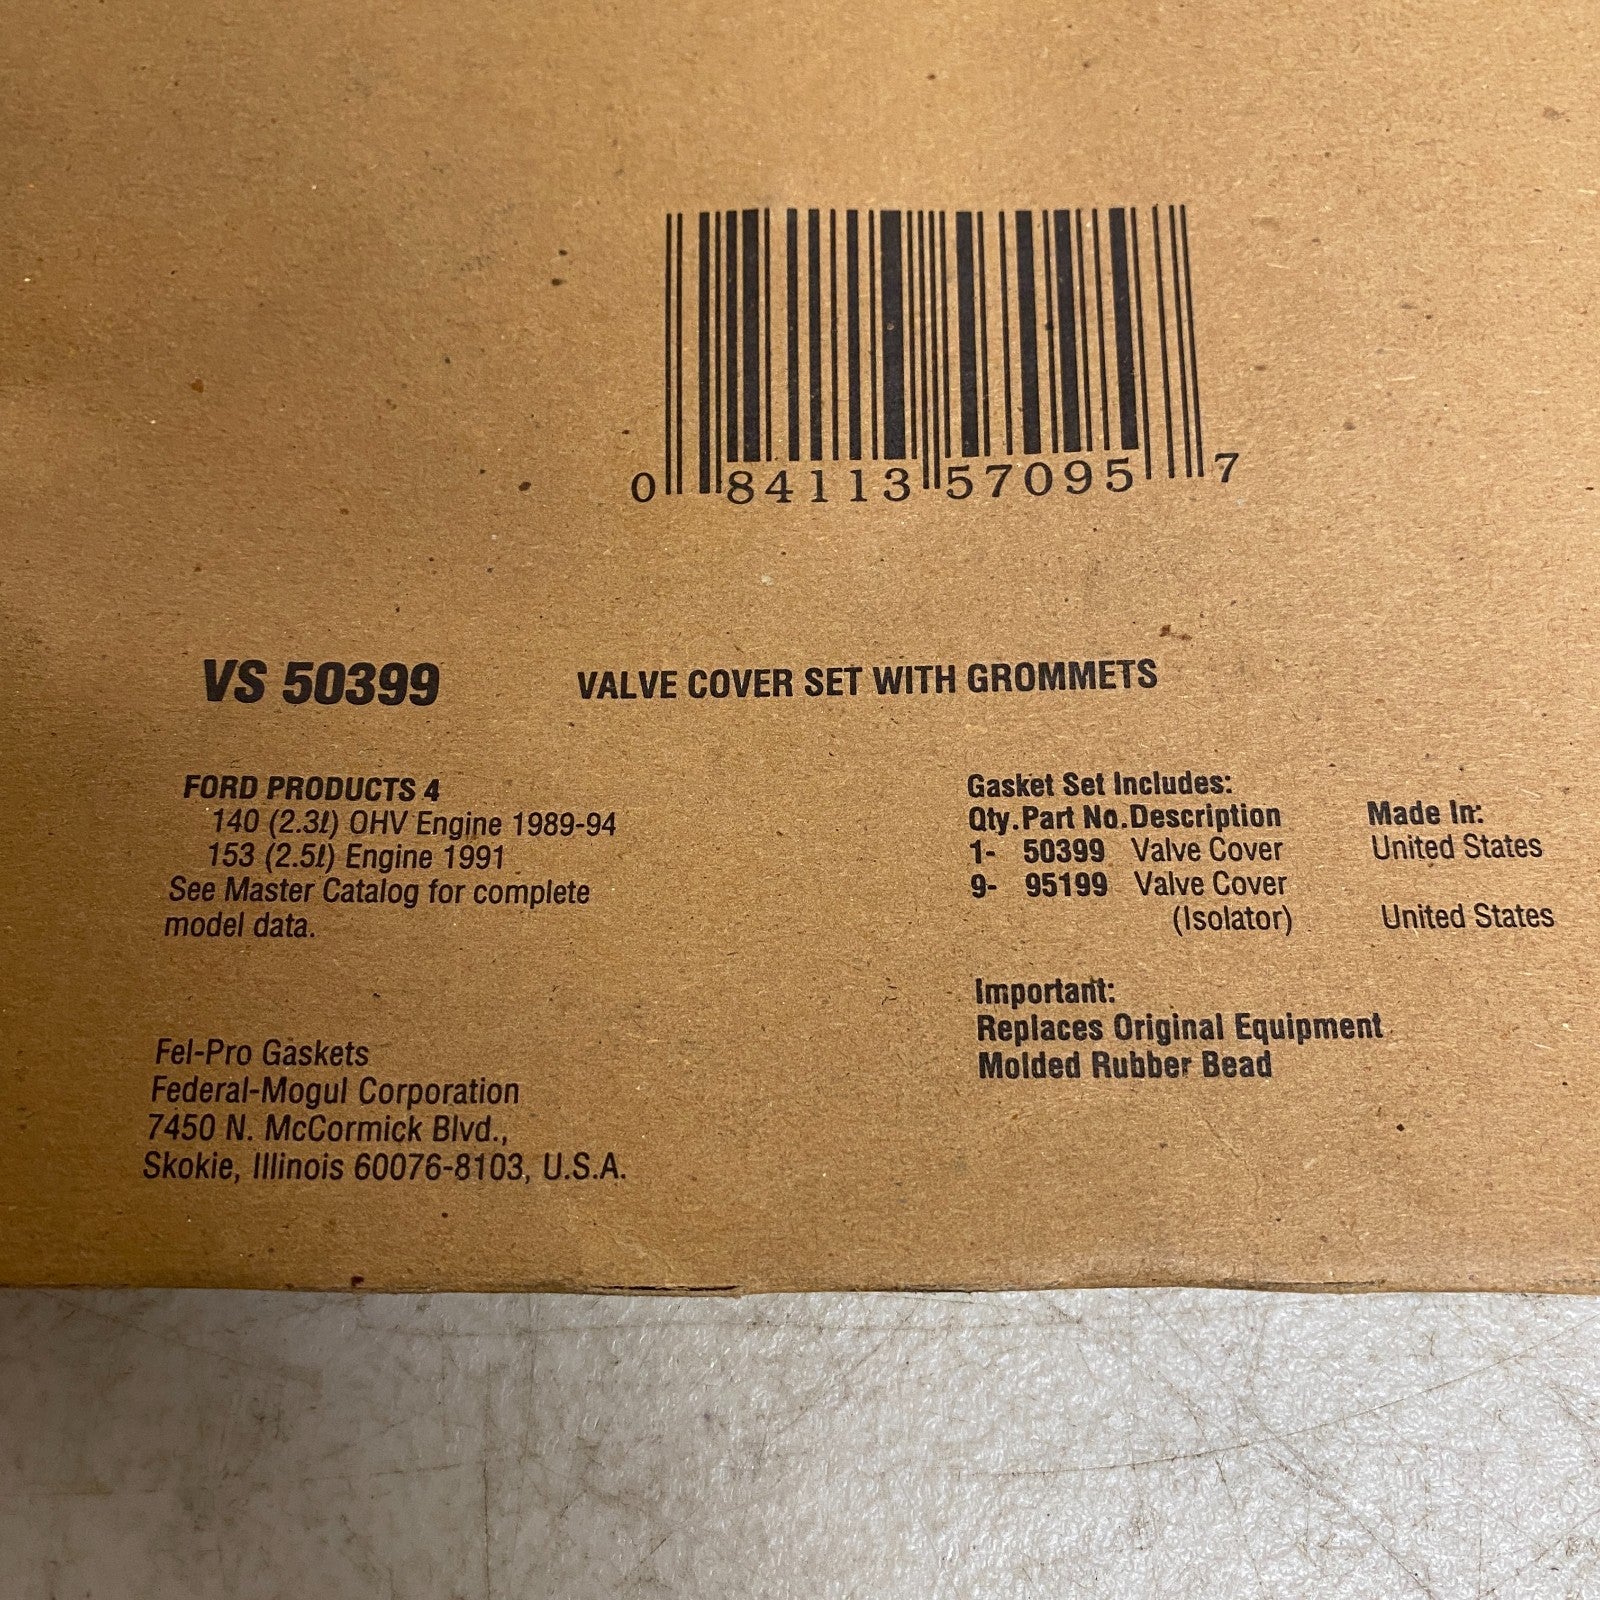 0 84113 57095 7
VS 50399 VALVE COVER SET WITH GROMMETS
FORD PRODUCTS 4
140 (2.3ℓ) OHV Engine 1989-94
153 (2.5ℓ) Engine 1991
See Master Catalog for complete
model data.
Fel-Pro Gaskets
Federal-Mogul Corporation
7450 N. McCormick Blvd.,
Skokie, Illinois 60076-8103, U.S.A.
Gasket Set Includes:
Qty. Part No. Description Made In:
1- 50399 Valve Cover United States
9- 95199 Valve Cover
(Isolator) United States
Important:
Replaces Original Equipment
Molded Rubber Bead